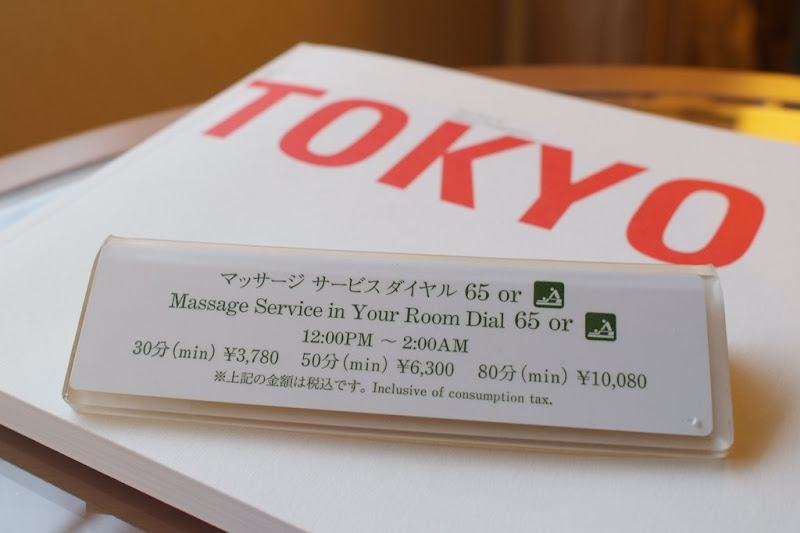 TOKYO
マッサージ サービス ダイヤル 65 or
Massage Service in Your Room Dial 65 or
12:00PM ～ 2:00AM
30分(min) ¥3,780 50分(min) ¥6,300 80分(min) ¥10,080
※上記の金額は税込です。Inclusive of consumption tax.